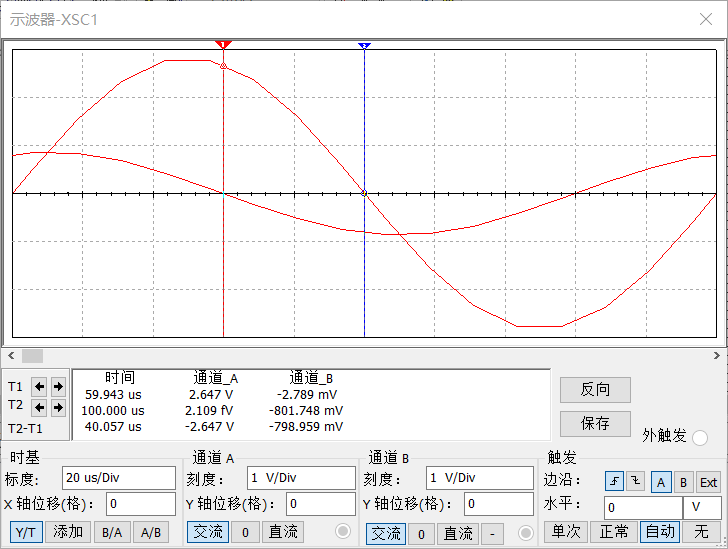 示波器-XSC1
1
2
时间 通道_A 通道_B
T1 59.943 us 2.647 V -2.789 mV
T2 100.000 us 2.109 fV -801.748 mV
T2-T1 40.057 us -2.647 V -798.959 mV
反向
保存
外触发
时基
标度: 20 us/Div
X 轴位移(格): 0
Y/T 添加 B/A A/B
通道 A
刻度: 1 V/Div
Y 轴位移(格): 0
交流 0 直流
通道 B
刻度: 1 V/Div
Y 轴位移(格): 0
交流 0 直流 -
触发
边沿: A B Ext
水平: 0 V
单次 正常 自动 无